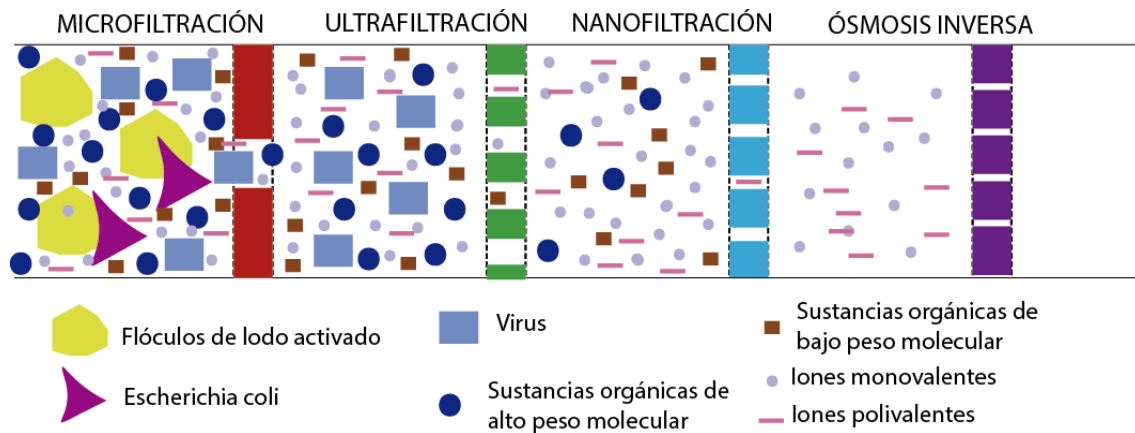 MICROFILTRACIÓN
ULTRAFILTRACIÓN
NANOFILTRACIÓN
ÓSMOSIS INVERSA
Flóculos de lodo activado
Escherichia coli
Virus
Sustancias orgánicas de
alto peso molecular
Sustancias orgánicas de
bajo peso molecular
Iones monovalentes
Iones polivalentes